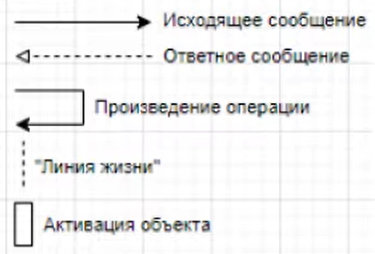 Исходящее сообщение
Ответное сообщение
Произведение операции
"Линия жизни"
Активация объекта